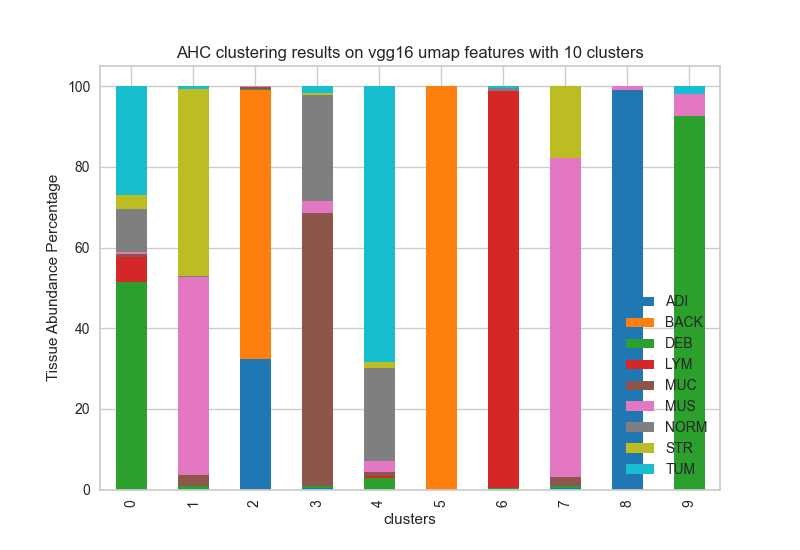 AHC clustering results on vgg16 umap features with 10 clusters
Tissue Abundance Percentage
100
80
60
40
20
0
ADI
BACK
DEB
LYM
MUC
MUS
NORM
STR
TUM
0 1 2 3 4 5 6 7 8 9
clusters